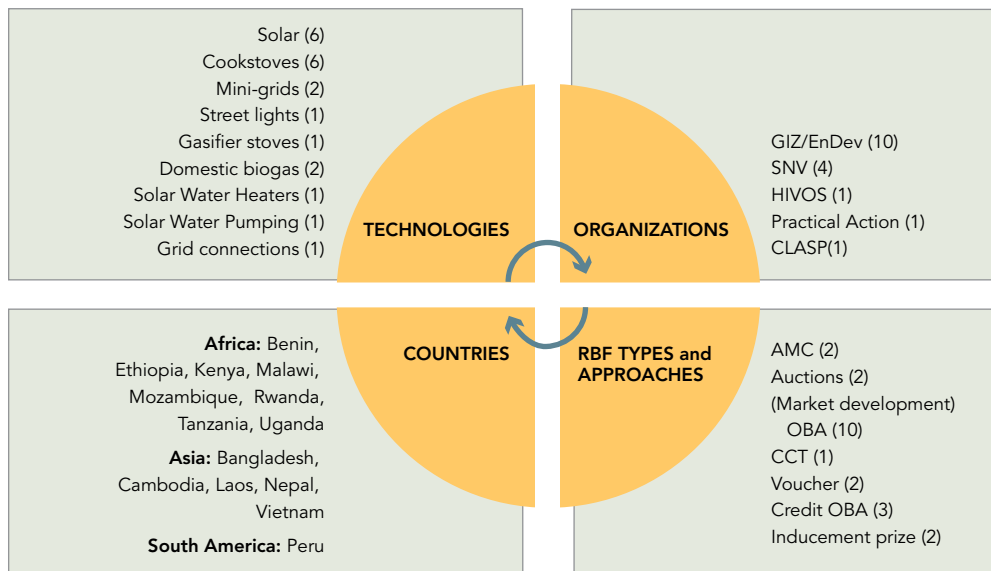 Solar (6)
Cookstoves (6)
Mini-grids (2)
Street lights (1)
Gasifier stoves (1)
Domestic biogas (2)
Solar Water Heaters (1)
Solar Water Pumping (1)
Grid connections (1)
TECHNOLOGIES
ORGANIZATIONS
GIZ/EnDev (10)
SNV (4)
HIVOS (1)
Practical Action (1)
CLASP(1)
Africa: Benin,
Ethiopia, Kenya, Malawi,
Mozambique, Rwanda,
Tanzania, Uganda
Asia: Bangladesh,
Cambodia, Laos, Nepal,
Vietnam
South America: Peru
COUNTRIES
RBF TYPES and
APPROACHES
AMC (2)
Auctions (2)
(Market development)
OBA (10)
CCT (1)
Voucher (2)
Credit OBA (3)
Inducement prize (2)